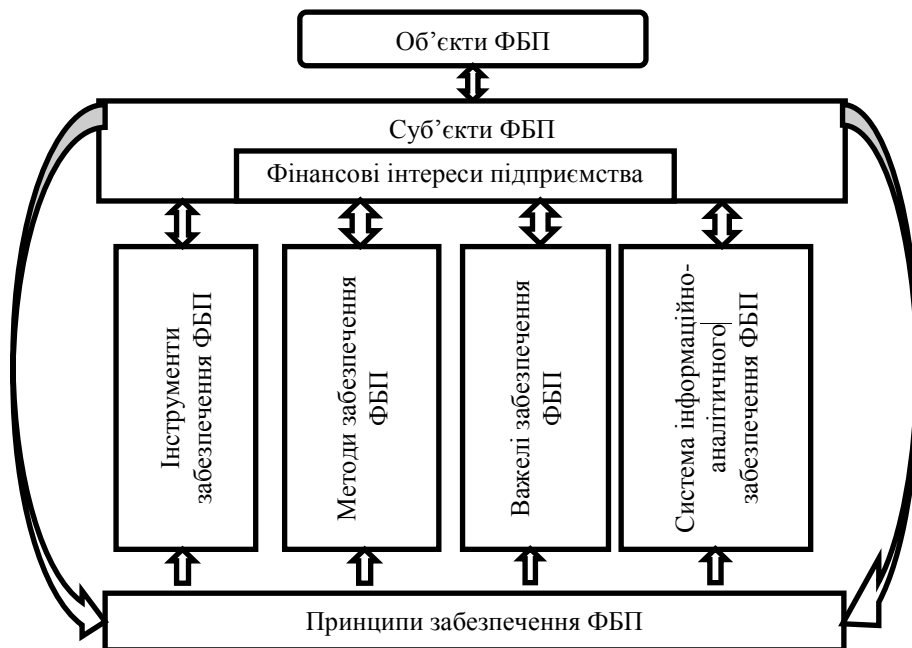 Об’єкти ФБП
Суб’єкти ФБП
Фінансові інтереси підприємства
Інструменти
забезпечення ФБП
Методи забезпечення
ФБП
Важелі забезпечення
ФБП
Система інформаційно-
аналітичного
забезпечення ФБП
Принципи забезпечення ФБП